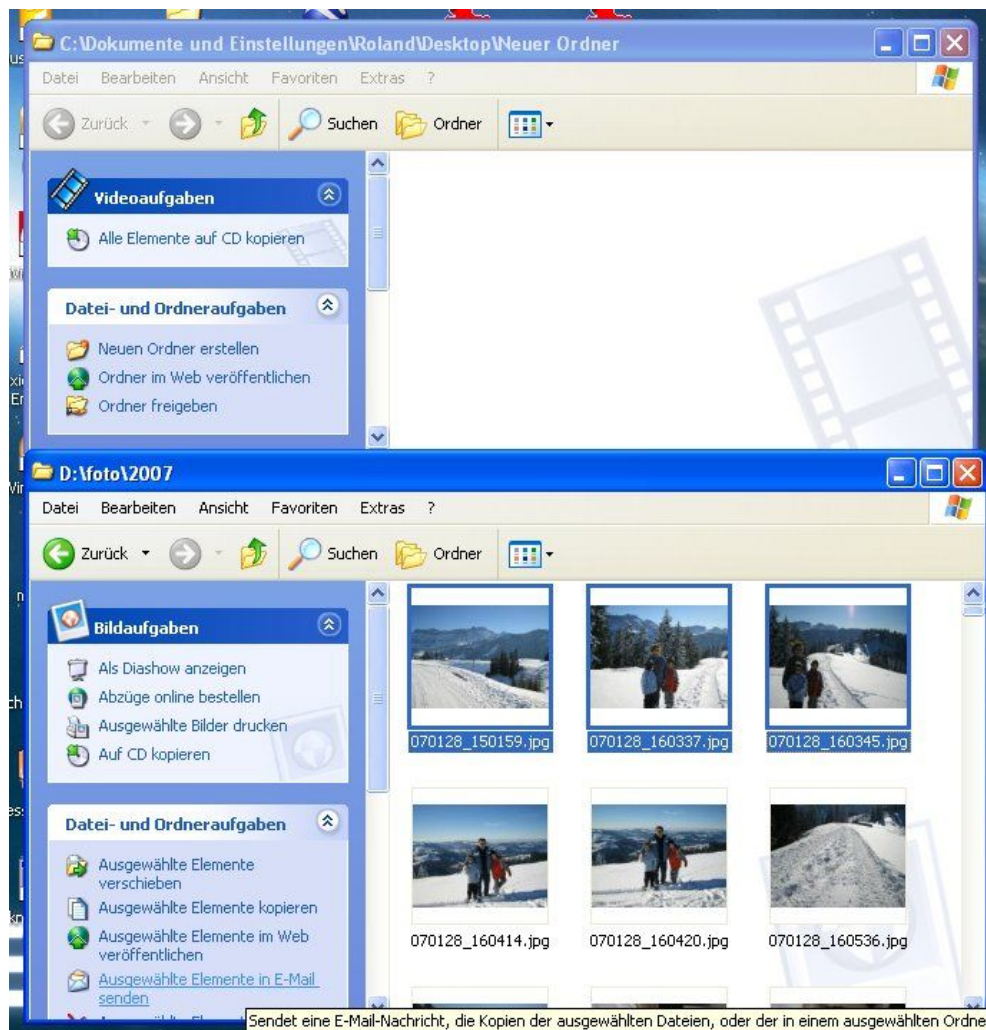 C:\Dokumente und Einstellungen\Roland\Desktop\Neuer Ordner
Datei Bearbeiten Ansicht Favoriten Extras ?
Zurück Suchen Ordner
Videoaufgaben
Alle Elemente auf CD kopieren
Datei- und Ordneraufgaben
Neuen Ordner erstellen
Ordner im Web veröffentlichen
Ordner freigeben
D:\foto\2007
Datei Bearbeiten Ansicht Favoriten Extras ?
Zurück Suchen Ordner
Bildaufgaben
Als Diashow anzeigen
Abzüge online bestellen
Ausgewählte Bilder drucken
Auf CD kopieren
070128_150159.jpg 070128_160337.jpg 070128_160345.jpg
Datei- und Ordneraufgaben
Ausgewählte Elemente
verschieben
Ausgewählte Elemente kopieren
Ausgewählte Elemente im Web
veröffentlichen
Ausgewählte Elemente in E-Mail
senden
070128_160414.jpg 070128_160420.jpg 070128_160536.jpg
Sendet eine E-Mail-Nachricht, die Kopien der ausgewählten Dateien, oder der in einem ausgewählten Ordne